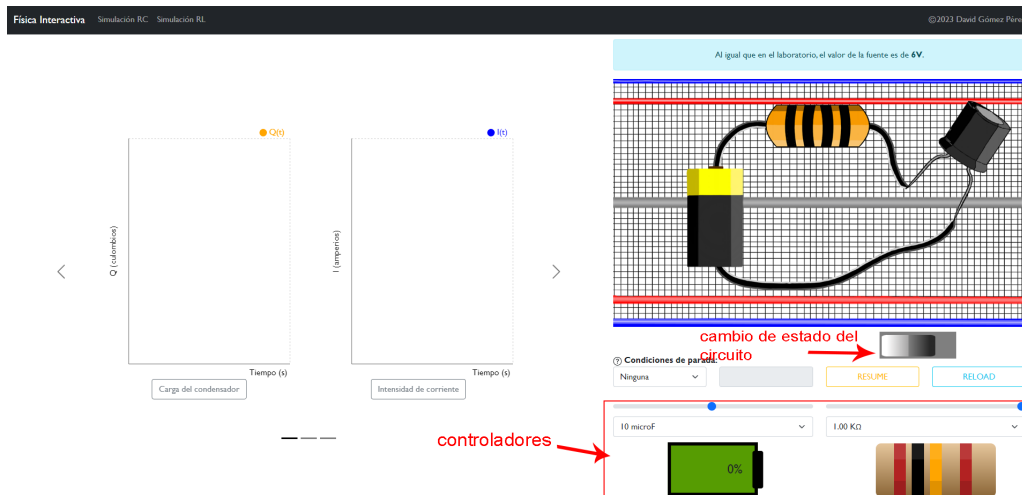 Física Interactiva Simulación RC Simulación RL ©2023 David Gómez Pére
Al igual que en el laboratorio, el valor de la fuente es de 6V.
Q(t)
I(t)
Q (culombios)
I (amperios)
Tiempo (s)
Tiempo (s)
Carga del condensador
Intensidad de corriente
cambio de estado del
circuito
? Condiciones de parada:
Ninguna
RESUME
RELOAD
10 microF
1.00 KΩ
controladores
0%